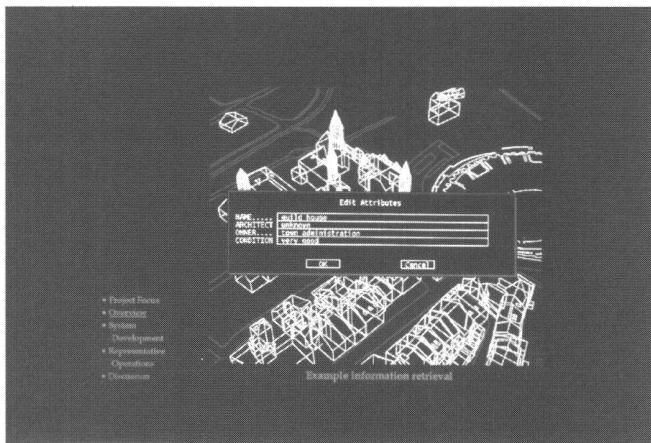 Edit Attributes
NAME..... guild house
ARCHITECT unknown
OWNER.... town administration
CONDITION very good
OK Cancel
• Project Focus
• Overview
• System
Development
• Representative
Operations
• Discussion
Example information retrieval